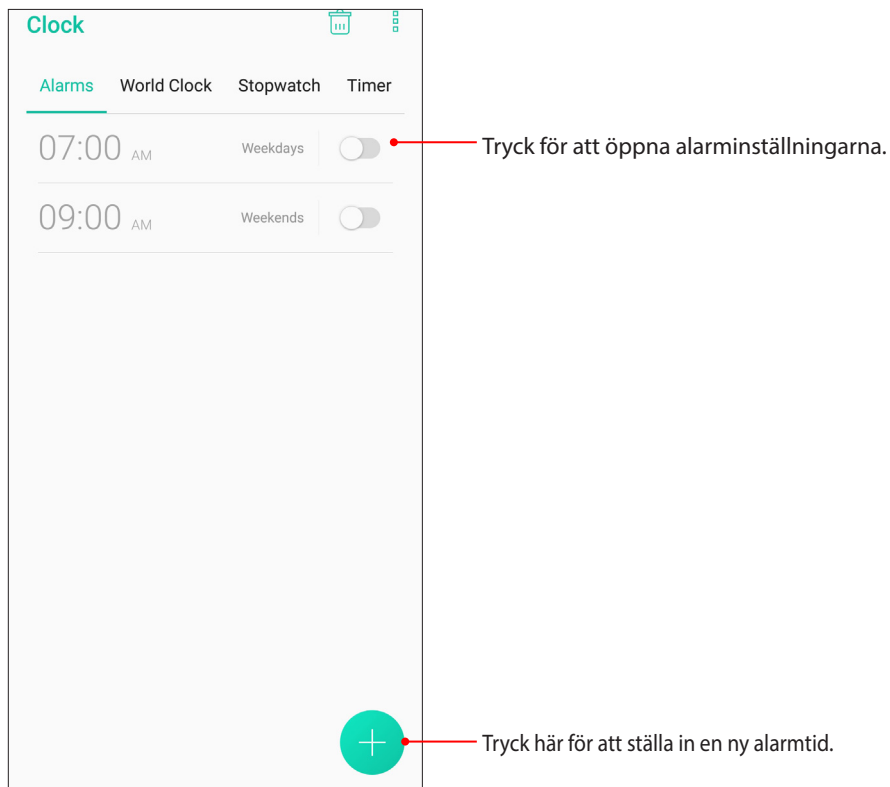 Clock
Alarms World Clock Stopwatch Timer
07:00 AM Weekdays
Tryck för att öppna alarminställningarna.
09:00 AM Weekends
Tryck här för att ställa in en ny alarmtid.